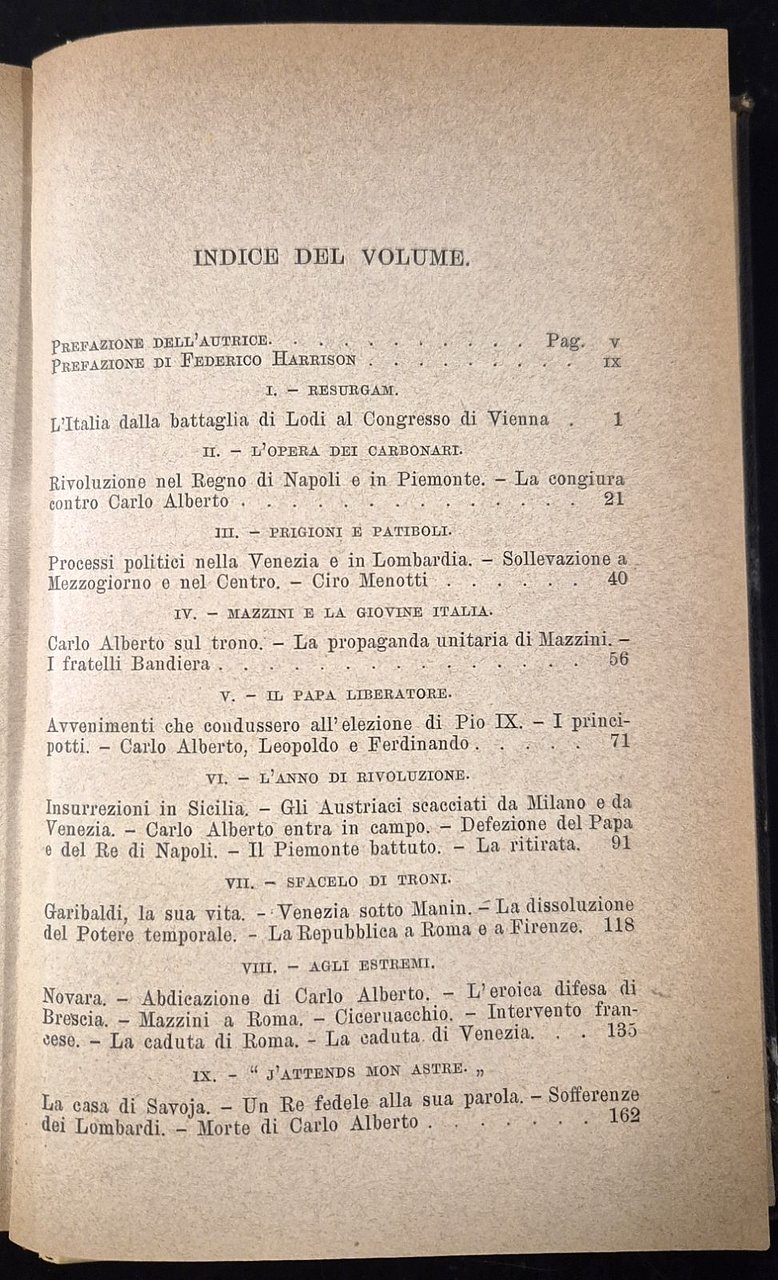 INDICE DEL VOLUME.
PREFAZIONE DELL'AUTRICE. . . . . . . . . . Pag. V
PREFAZIONE DI FEDERICO HARRISON . . . . . . . . . IX
I. – RESURGAM.
L'Italia dalla battaglia di Lodi al Congresso di Vienna . 1
II. – L'OPERA DEI CARBONARI.
Rivoluzione nel Regno di Napoli e in Piemonte. – La congiura
contro Carlo Alberto . . . . . . . . . . . . . . 21
III. – PRIGIONI E PATIBOLI.
Processi politici nella Venezia e in Lombardia. – Sollevazione a
Mezzogiorno e nel Centro. – Ciro Menotti . . . . . . 40
IV. – MAZZINI E LA GIOVINE ITALIA.
Carlo Alberto sul trono. – La propaganda unitaria di Mazzini. –
I fratelli Bandiera . . . . . . . . . . . . . . . 56
V. – IL PAPA LIBERATORE.
Avvenimenti che condussero all'elezione di Pio IX. – I princi-
potti. – Carlo Alberto, Leopoldo e Ferdinando . . . . . 71
VI. – L'ANNO DI RIVOLUZIONE.
Insurrezioni in Sicilia. – Gli Austriaci scacciati da Milano e da
Venezia. – Carlo Alberto entra in campo. – Defezione del Papa
e del Re di Napoli. – Il Piemonte battuto. – La ritirata. 91
VII. – SFACELO DI TRONI.
Garibaldi, la sua vita. – Venezia sotto Manin. – La dissoluzione
del Potere temporale. – La Repubblica a Roma e a Firenze. 118
VIII. – AGLI ESTREMI.
Novara. – Abdicazione di Carlo Alberto. – L'eroica difesa di
Brescia. – Mazzini a Roma. – Ciceruacchio. – Intervento fran-
cese. – La caduta di Roma. – La caduta di Venezia. . . 135
IX. – “ J'ATTENDS MON ASTRE. „
La casa di Savoja. – Un Re fedele alla sua parola. – Sofferenze
dei Lombardi. – Morte di Carlo Alberto . . . . . . . 162